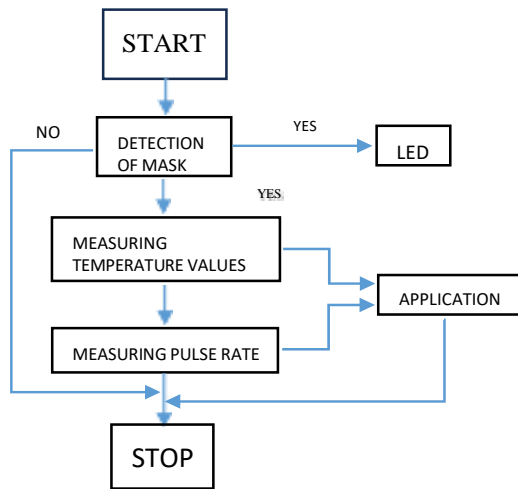 START
NO
DETECTION
OF MASK
YES
LED
YES
MEASURING
TEMPERATURE VALUES
APPLICATION
MEASURING PULSE RATE
STOP